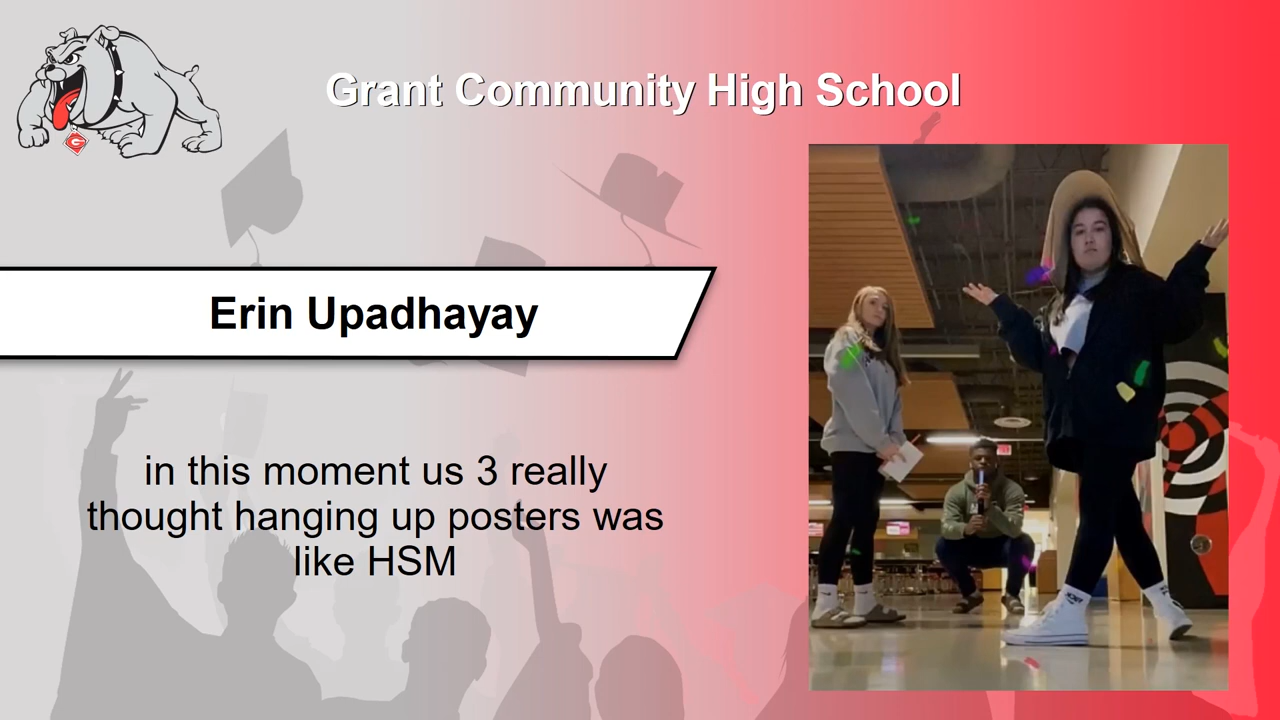 Grant Community High School
G
Erin Upadhayay
in this moment us 3 really
thought hanging up posters was
like HSM